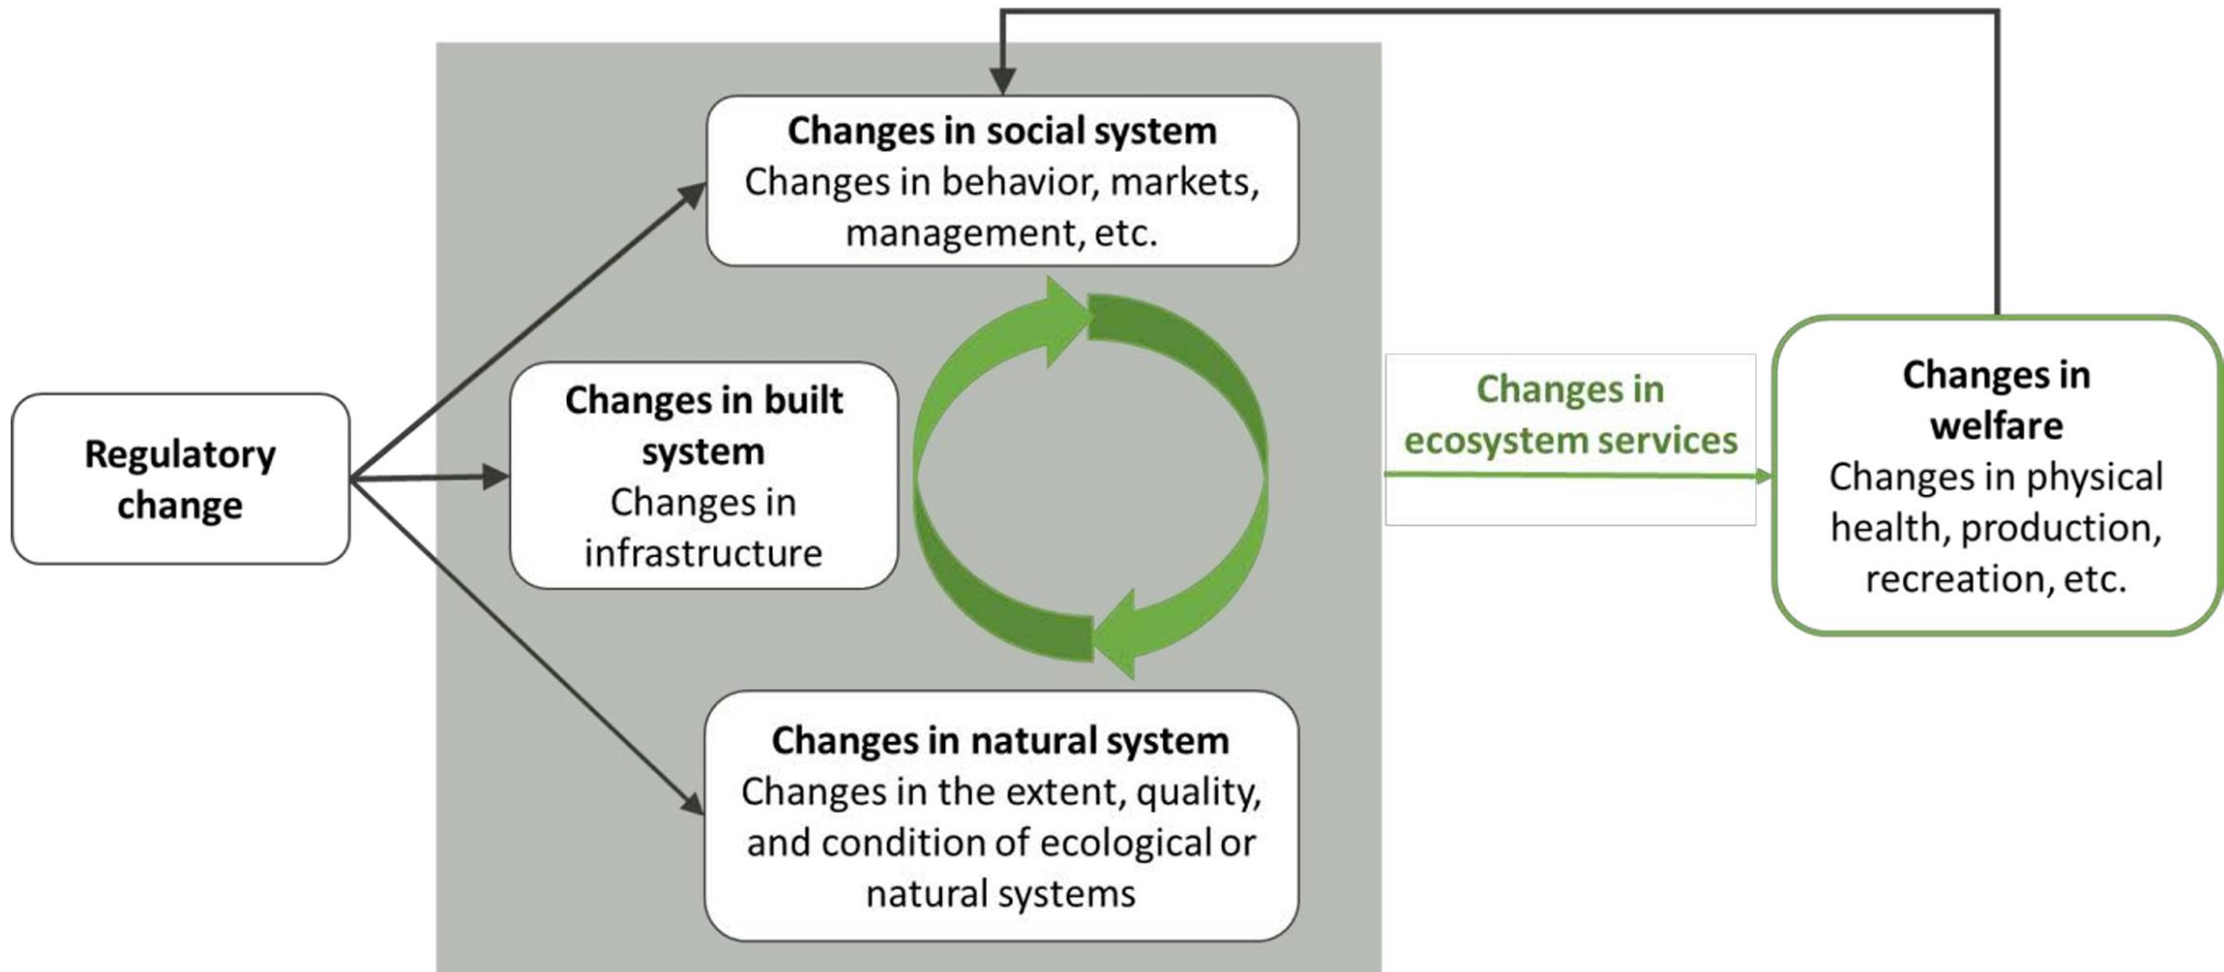 Changes in social system
Changes in behavior, markets,
management, etc.
Regulatory
change
Changes in built
system
Changes in
infrastructure
Changes in natural system
Changes in the extent, quality,
and condition of ecological or
natural systems
Changes in
ecosystem services
Changes in
welfare
Changes in physical
health, production,
recreation, etc.